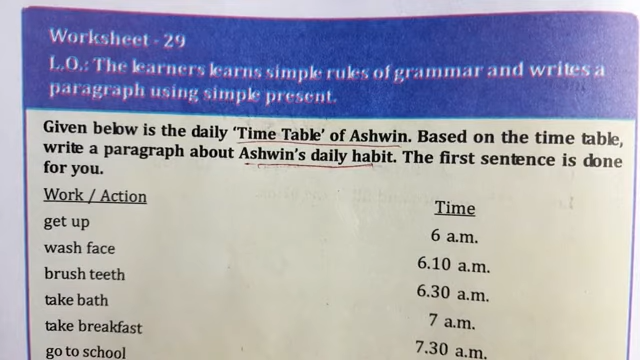 Worksheet - 29
L.O.: The learners learns simple rules of grammar and writes a
paragraph using simple present.
Given below is the daily 'Time Table' of Ashwin. Based on the time table,
write a paragraph about Ashwin's daily habit. The first sentence is done
for you.
Work / Action Time
get up 6 a.m.
wash face 6.10 a.m.
brush teeth 6.30 a.m.
take bath 7 a.m.
take breakfast 7.30 a.m.
go to school